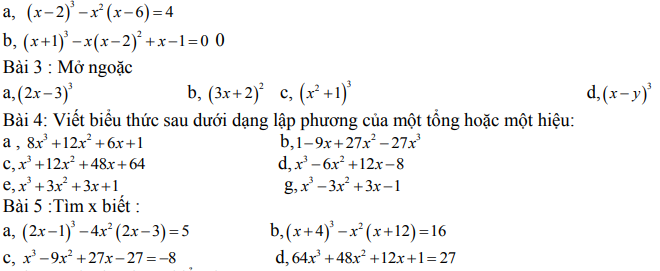 a, (x−2)³ −x²(x−6)=4
b, (x+1)³ −x(x−2)² +x−1=0 0
Bài 3 : Mở ngoặc
a,(2x−3)³ b, (3x+2)² c, (x²+1)³ d,(x−y)³
Bài 4: Viết biểu thức sau dưới dạng lập phương của một tổng hoặc một hiệu:
a , 8x³+12x²+6x+1 b,1−9x+27x²−27x³
c,x³+12x²+48x+64 d,x³−6x²+12x−8
e,x³+3x²+3x+1 g,x³−3x²+3x−1
Bài 5 :Tìm x biết :
a, (2x−1)³−4x²(2x−3)=5 b,(x+4)³−x²(x+12)=16
c, x³−9x²+27x−27=−8 d,64x³+48x²+12x+1=27